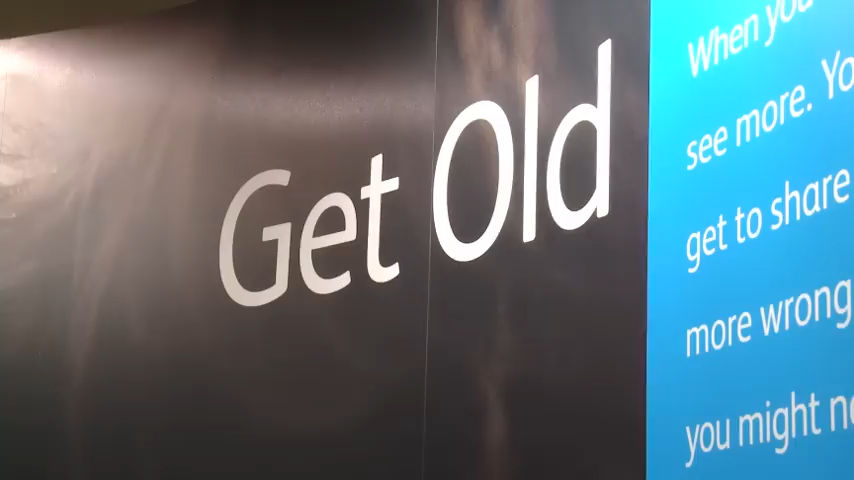 Get Old
When you
see more. Yo
get to share
more wrong
you might n